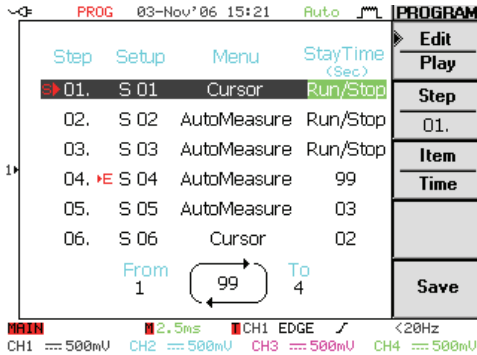 PROG 03-Nov'06 15:21 Auto PROGRAM
Edit
Play
Step
01.
Item
Time
Save
Step Setup Menu StayTime
(Sec)
S 01. S 01 Cursor Run/Stop
02. S 02 AutoMeasure Run/Stop
03. S 03 AutoMeasure Run/Stop
1
04. E S 04 AutoMeasure 99
05. S 05 AutoMeasure 03
06. S 06 Cursor 02
From 99 To
1 4
MAIN M 2.5ms T CH1 EDGE <20Hz
CH1 500mV CH2 500mV CH3 500mV CH4 500mV